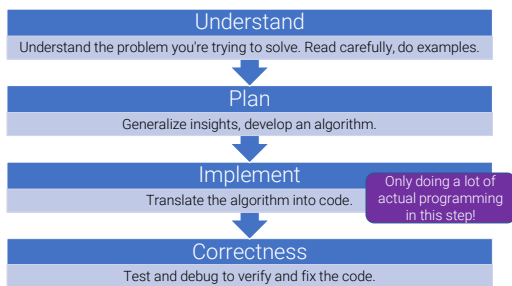 Understand
Understand the problem you're trying to solve. Read carefully, do examples.
Plan
Generalize insights, develop an algorithm.
Implement
Translate the algorithm into code.
Only doing a lot of
actual programming
in this step!
Correctness
Test and debug to verify and fix the code.